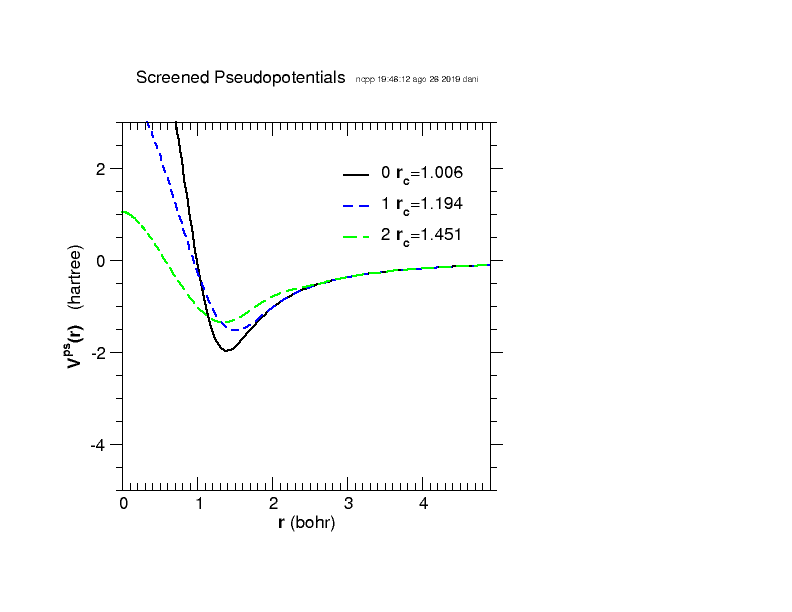 Screened Pseudopotentials ncpp 19:46:12 ago 26 2019 dani
0 rc=1.006
1 rc=1.194
2 rc=1.451
2
0
-2
-4
Vps(r) (hartree)
0 1 2 3 4
r (bohr)